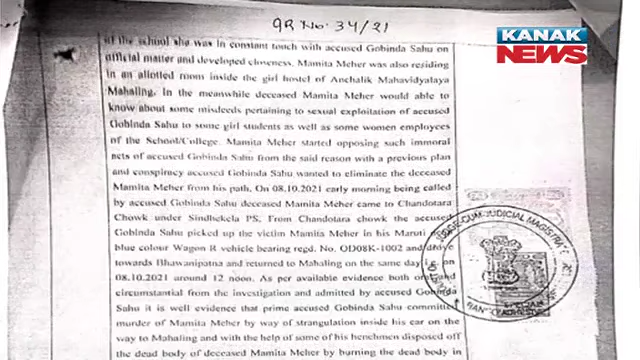 GR No. 34/21
KANAK
NEWS
of the school she was in constant touch with accused Gobinda Sahu on
official matter and developed closeness. Mamita Meher was also residing
in an allotted room inside the girl hostel of Anchalik Mahavidyalaya
Mahaling. In the meanwhile deceased Mamita Meher would able to
know about some misdeeds pertaining to sexual exploitation of accused
Gobinda Sahu to some girl students as well as some women employees
of the School/College. Mamita Meher started opposing such immoral
acts of accused Gobinda Sahu from the said reason with a previous plan
and conspiracy accused Gobinda Sahu wanted to eliminate the deceased
Mamita Meher from his path. On 08.10.2021 early morning being called
by accused Gobinda Sahu deceased Mamita Meher came to Chandotara
Chowk under Sindhekela PS. From Chandotara chowk the accused
Gobinda Sahu picked up the victim Mamita Meher in his Maruti
blue colour Wagon R vehicle bearing regd. No. OD08K-1002 and drove
towards Bhawanipatna and returned to Mahaling on the same day i.e. on
08.10.2021 around 12 noon. As per available evidence both oral and
circumstantial from the investigation and admitted by accused Gobinda
Sahu it is well evidence that prime accused Gobinda Sahu committed
murder of Mamita Meher by way of strangulation inside his car on the
way to Mahaling and with the help of some of his henchmen disposed off
the dead body of deceased Mamita Meher by burning the dead body in
JUDGE-CUM-JUDICIAL MAGISTRATE